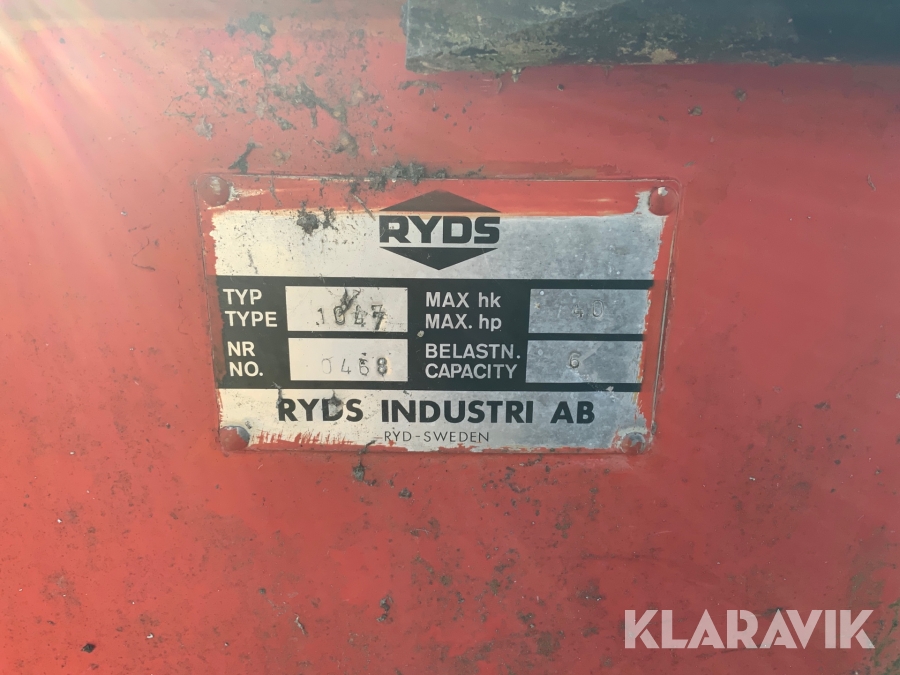 RYDS
TYP
TYPE
1047
MAX hk
MAX. hp
NR
NO.
0468
BELASTN.
CAPACITY
6
RYDS INDUSTRI AB
RYD-SWEDEN
KLARAVIK